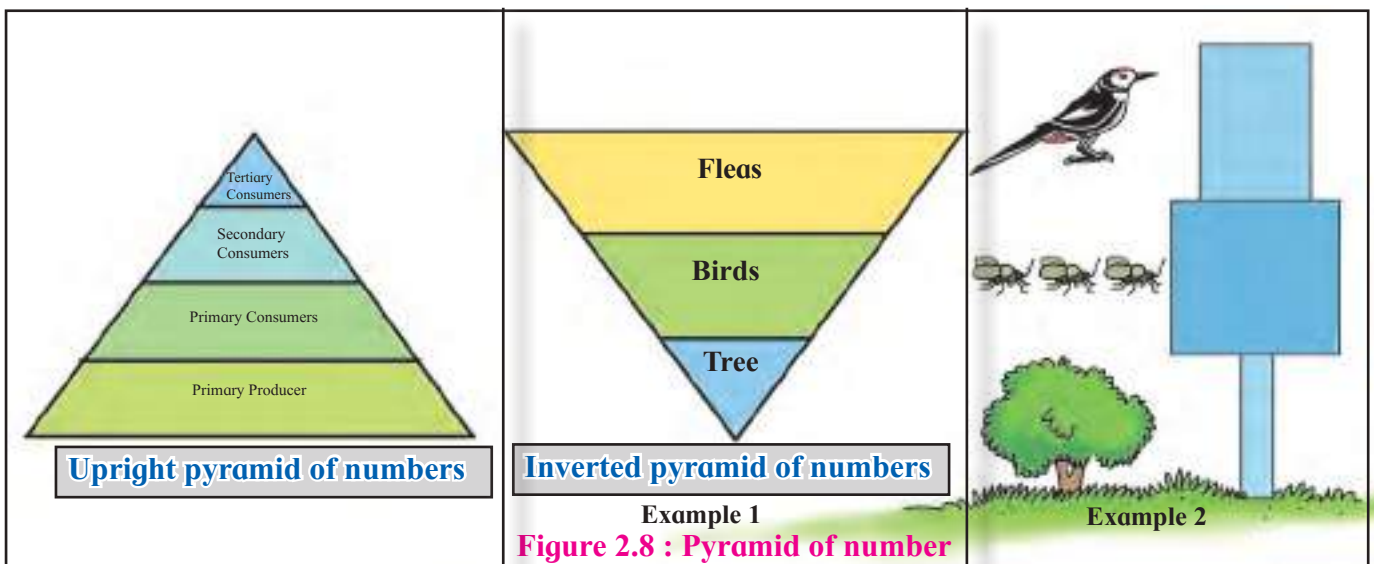 Tertiary
Consumers
Secondary
Consumers
Primary Consumers
Primary Producer
Upright pyramid of numbers
Fleas
Birds
Tree
Inverted pyramid of numbers
Example 1
Example 2
Figure 2.8 : Pyramid of number